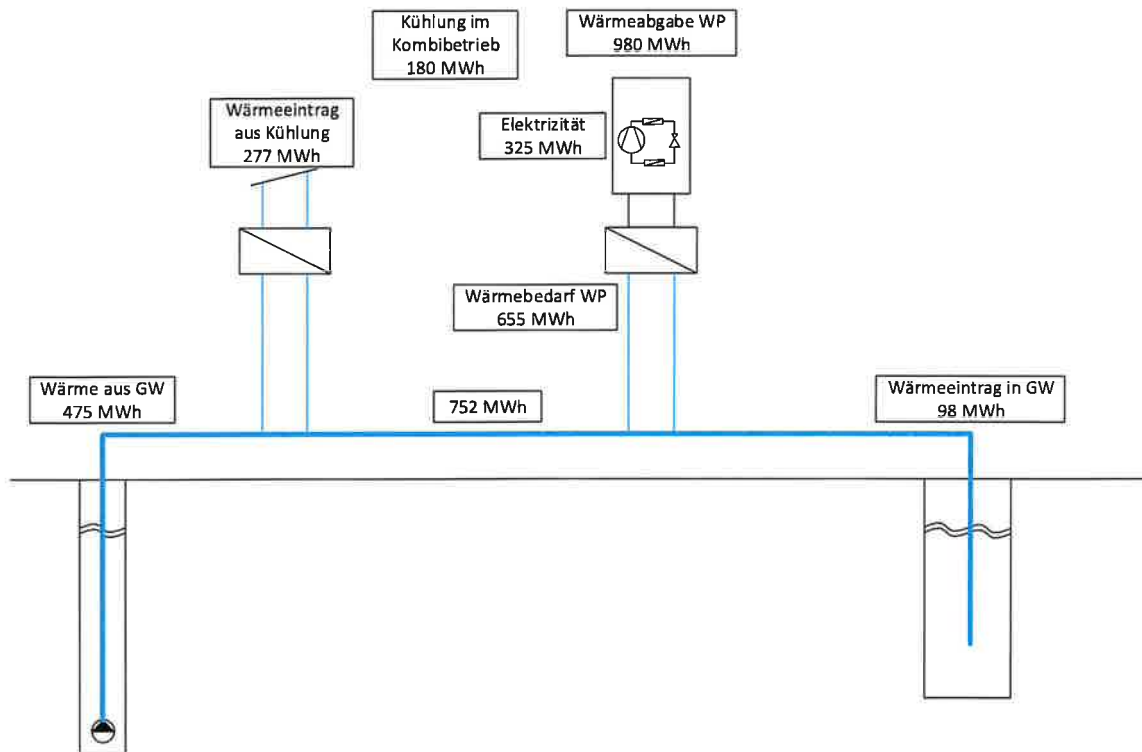 Kühlung im
Kombibetrieb
180 MWh
Wärmeabgabe WP
980 MWh
Wärmeeintrag
aus Kühlung
277 MWh
Elektrizität
325 MWh
Wärmebedarf WP
655 MWh
Wärme aus GW
475 MWh
752 MWh
Wärmeeintrag in GW
98 MWh